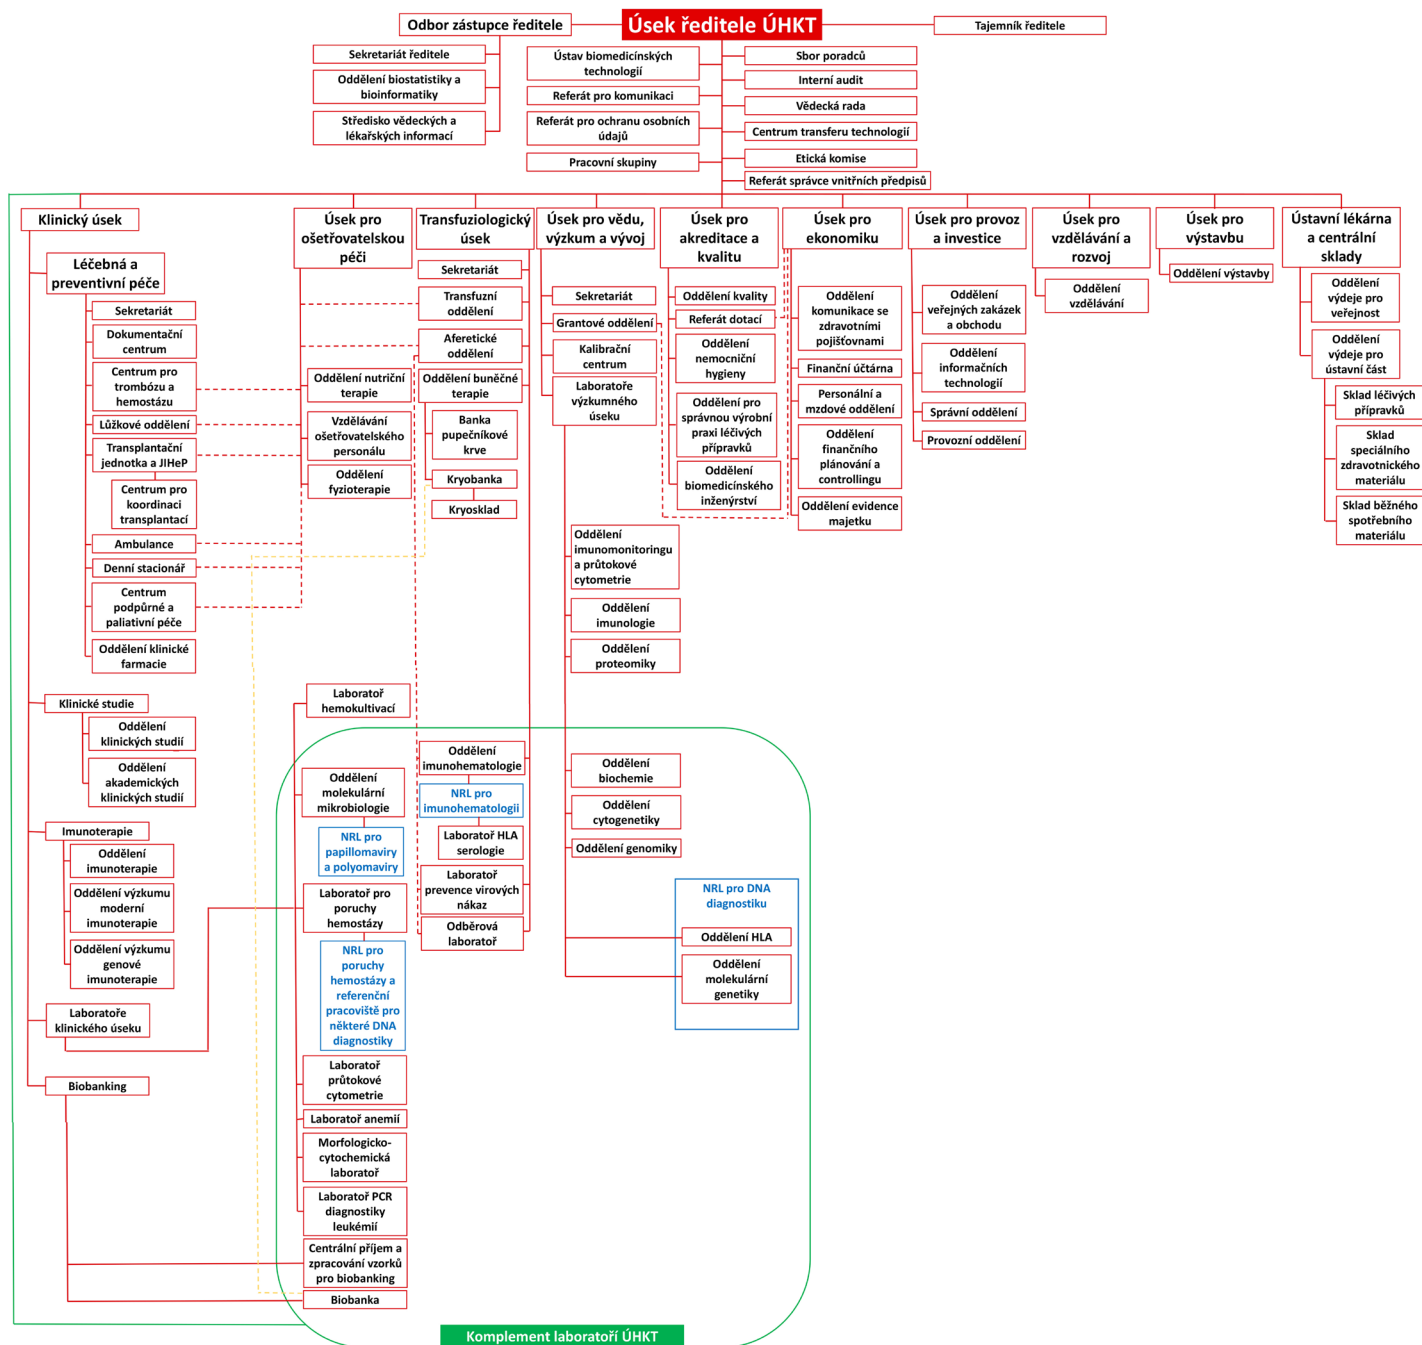 Odbor zástupce ředitele
Úsek ředitele ÚHKT
Tajemník ředitele
Sekretariát ředitele
Oddělení biostatistiky a
bioinformatiky
Středisko vědeckých a
lékařských informací
Ústav biomedicínských
technologií
Referát pro komunikaci
Referát pro ochranu osobních
údajů
Pracovní skupiny
Sbor poradců
Interní audit
Vědecká rada
Centrum transferu technologií
Etická komise
Referát správce vnitřních předpisů
Klinický úsek
Léčebná a
preventivní péče
Sekretariát
Dokumentační
centrum
Centrum pro
trombózu a
hemostázu
Lůžkové oddělení
Transplantační
jednotka a JIHeP
Centrum pro
koordinaci
transplantací
Ambulance
Denní stacionář
Centrum
podpůrné a
paliativní péče
Oddělení klinické
farmacie
Klinické studie
Oddělení
klinických studií
Oddělení
akademických
klinických studií
Imunoterapie
Oddělení
imunoterapie
Oddělení výzkumu
moderní
imunoterapie
Oddělení výzkumu
genové
imunoterapie
Laboratoře
klinického úseku
Biobanking
Úsek pro
ošetřovatelskou
péči
Oddělení nutriční
terapie
Vzdělávání
ošetřovatelského
personálu
Oddělení
fyzioterapie
Laboratoř
hemokultivací
Oddělení
molekulární
mikrobiologie
NRL pro
papillomaviry
a polyomaviry
Laboratoř pro
poruchy
hemostázy
NRL pro
poruchy
hemostázy a
referenční
pracoviště pro
některé DNA
diagnostiky
Laboratoř
průtokové
cytometrie
Laboratoř anemií
Morfologicko-
cytochemická
laboratoř
Laboratoř PCR
diagnostiky
leukémií
Centrální příjem a
zpracování vzorků
pro biobanking
Biobanka
Transfuziologický
úsek
Sekretariát
Transfuzní
oddělení
Aferetické
oddělení
Oddělení buněčné
terapie
Banka
pupečníkové
krve
Kryobanka
Kryosklad
Oddělení
imunohematologie
NRL pro
imunohematologii
Laboratoř HLA
serologie
Laboratoř
prevence virových
nákaz
Odběrová
laboratoř
Úsek pro vědu,
výzkum a vývoj
Sekretariát
Grantové oddělení
Kalibrační
centrum
Laboratoře
výzkumného
úseku
Oddělení
imunomonitoringu
a průtokové
cytometrie
Oddělení
imunologie
Oddělení
proteomiky
Oddělení
biochemie
Oddělení
cytogenetiky
Oddělení genomiky
NRL pro DNA
diagnostiku
Oddělení HLA
Oddělení
molekulární
genetiky
Úsek pro
akreditace a
kvalitu
Oddělení kvality
Referát dotací
Oddělení
nemocniční
hygieny
Oddělení pro
správnou výrobní
praxi léčivých
přípravků
Oddělení
biomedicínského
inženýrství
Úsek pro
ekonomiku
Oddělení
komunikace se
zdravotními
pojišťovnami
Finanční účtárna
Personální a
mzdové oddělení
Oddělení
finančního
plánování a
controllingu
Oddělení evidence
majetku
Úsek pro provoz
a investice
Oddělení
veřejných zakázek
a obchodu
Oddělení
informačních
technologií
Správní oddělení
Provozní oddělení
Úsek pro
vzdělávání a
rozvoj
Oddělení
vzdělávání
Úsek pro
výstavbu
Oddělení výstavby
Ústavní lékárna
a centrální
sklady
Oddělení
výdeje pro
veřejnost
Oddělení
výdeje pro
ústavní část
Sklad léčivých
přípravků
Sklad
speciálního
zdravotnického
materiálu
Sklad běžného
spotřebního
materiálu
Komplement laboratoří ÚHKT